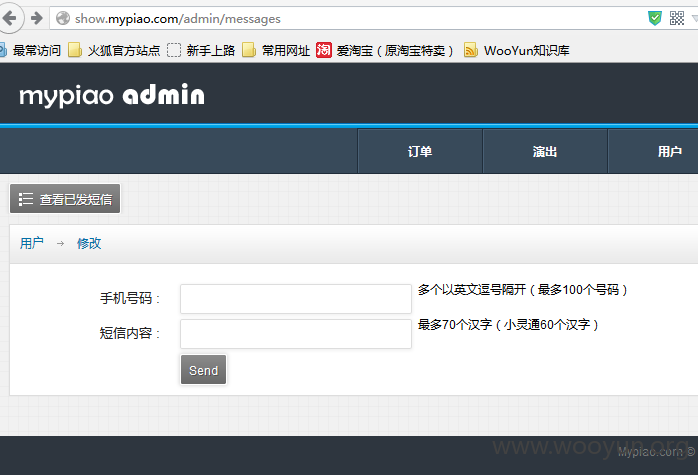 show.mypiao.com/admin/messages
最常访问 火狐官方站点 新手上路 常用网址 淘 爱淘宝（原淘宝特卖） WooYun知识库
mypiao admin
订单 演出 用户
查看已发短信
用户 → 修改
手机号码： 多个以英文逗号隔开（最多100个号码）
短信内容： 最多70个汉字（小灵通60个汉字）
Send
www.wooyun.org
Mypiao.com ©